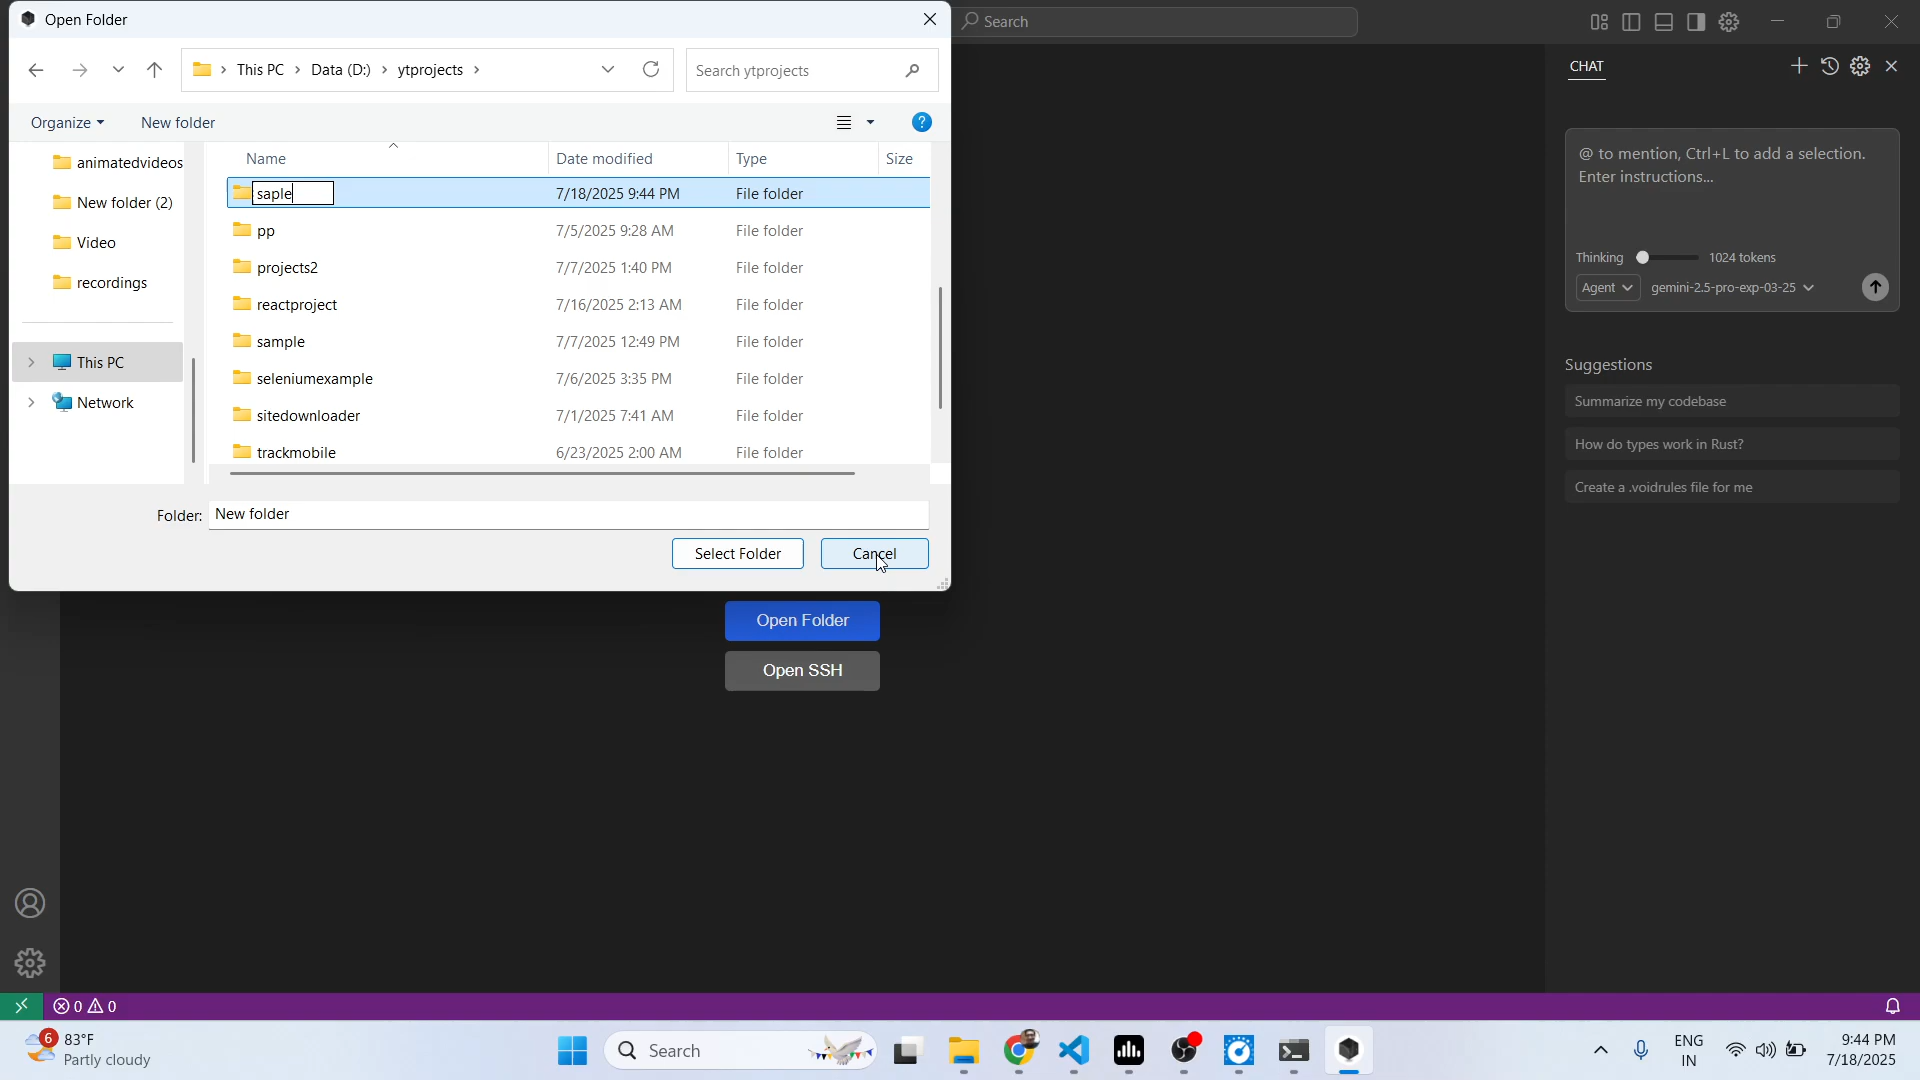 Open Folder
Search
This PC > Data (D:) > ytprojects >
Search ytprojects
CHAT
Organize
New folder
Name
Date modified
Type
Size
@ to mention, Ctrl+L to add a selection.
Enter instructions...
animatedvideos
New folder (2)
Video
recordings
This PC
Network
saple 7/18/2025 9:44 PM File folder
pp 7/5/2025 9:28 AM File folder
projects2 7/7/2025 1:40 PM File folder
reactproject 7/16/2025 2:13 AM File folder
sample 7/7/2025 12:49 PM File folder
seleniumexample 7/6/2025 3:35 PM File folder
sitedownloader 7/1/2025 7:41 AM File folder
trackmobile 6/23/2025 2:00 AM File folder
Thinking 1024 tokens
Agent gemini-2.5-pro-exp-03-25
Suggestions
Summarize my codebase
How do types work in Rust?
Create a .voidrules file for me
Folder: New folder
Select Folder
Cancel
Open Folder
Open SSH
0 0
6
83°F
Partly cloudy
Search
ENG
IN
9:44 PM
7/18/2025